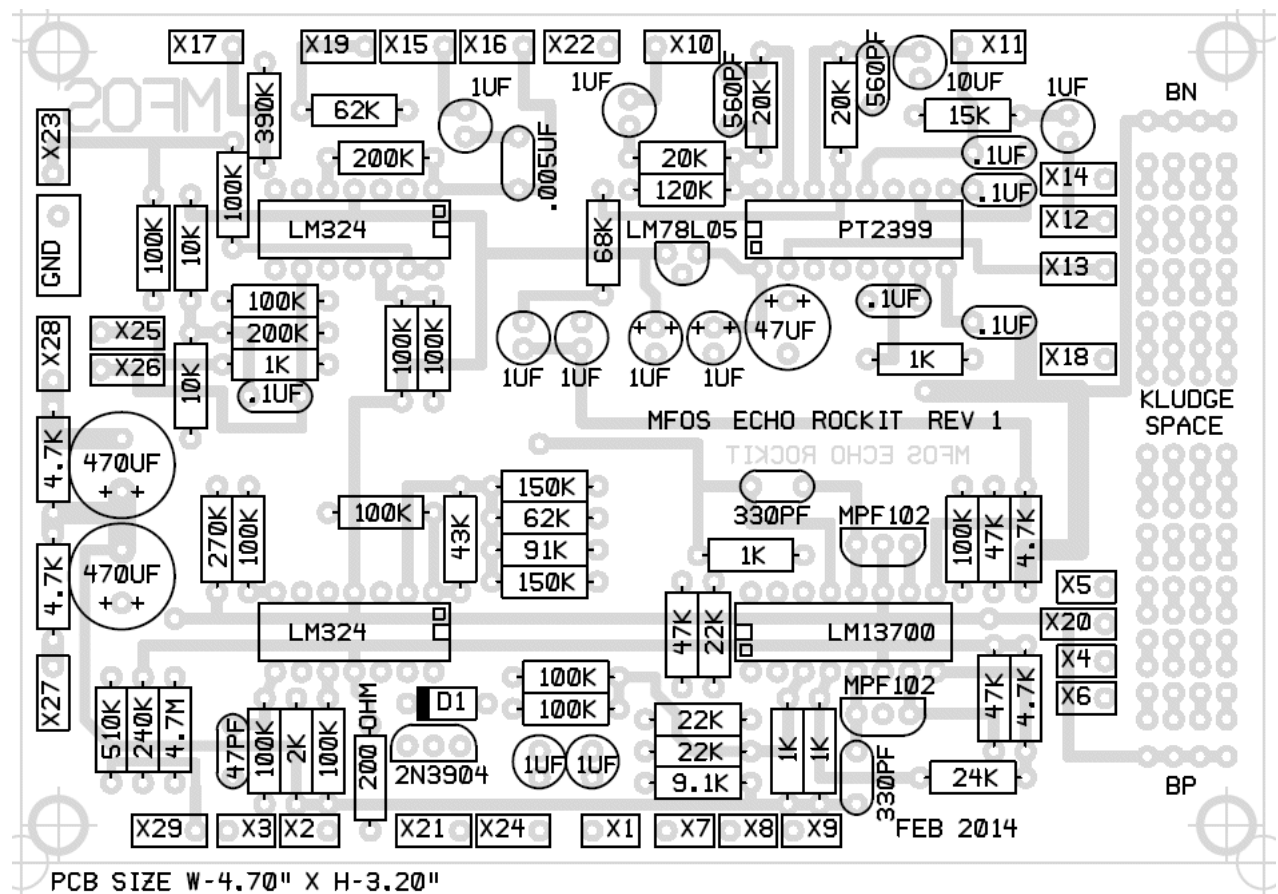 X17
X19
X15
X16
X22
X10
560PF
560PF
X11
MFOS
390K
62K
1UF
1UF
20K
20K
10UF
15K
1UF
BN
X23
100K
200K
.005UF
20K
120K
.1UF
.1UF
X14
GND
100K
10K
LM324
68K
LM78L05
PT2399
X12
X13
100K
200K
1K
.1UF
X28
X25
X26
10K
100K
100K
1UF
1UF
+ + 1UF
+ + 1UF
+ + 47UF
.1UF
.1UF
1K
X18
MFOS ECHO ROCKIT REV 1
MFOS ECHO ROCKIT
KLUDGE
SPACE
4.7K
470UF
+ +
4.7K
470UF
+ +
270K
100K
100K
43K
150K
62K
91K
150K
330PF
1K
MPF102
100K
47K
4.7K
X5
X20
X4
X6
LM324
47K
22K
LM13700
X27
510K
240K
4.7M
47PF
100K
2K
100K
200 OHM
D1
2N3904
100K
100K
1UF
1UF
22K
22K
9.1K
1K
1K
MPF102
330PF
47K
4.7K
24K
BP
X29
X3
X2
X21
X24
X1
X7
X8
X9
FEB 2014
PCB SIZE W-4.70" X H-3.20"